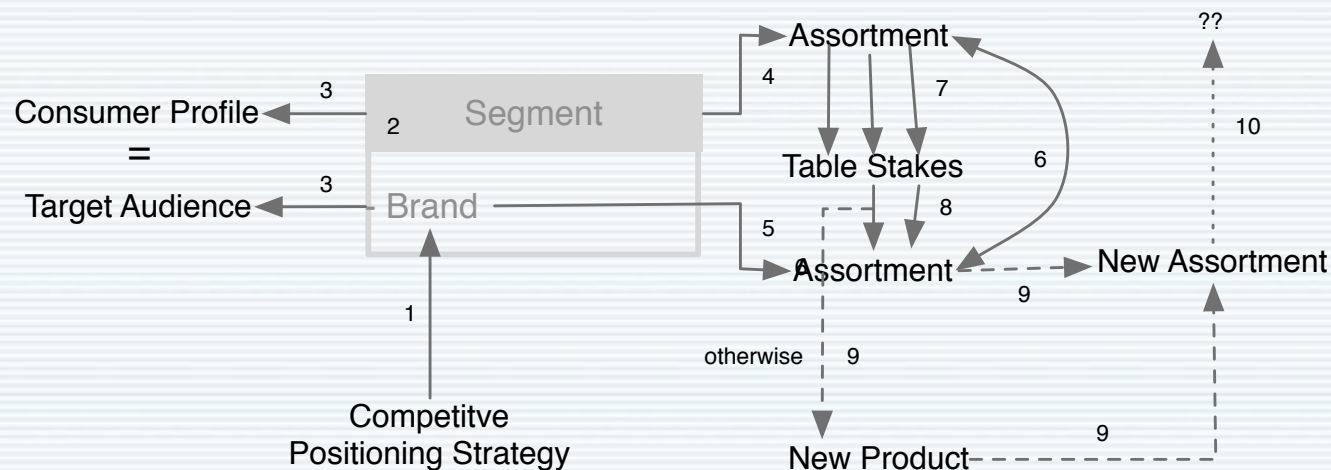 ??
Assortment
4
7
10
3
Consumer Profile
2
Segment
=
Table Stakes
6
3
Target Audience
Brand
8
5
6
Assortment
New Assortment
9
1
otherwise
9
Competitve
Positioning Strategy
9
New Product